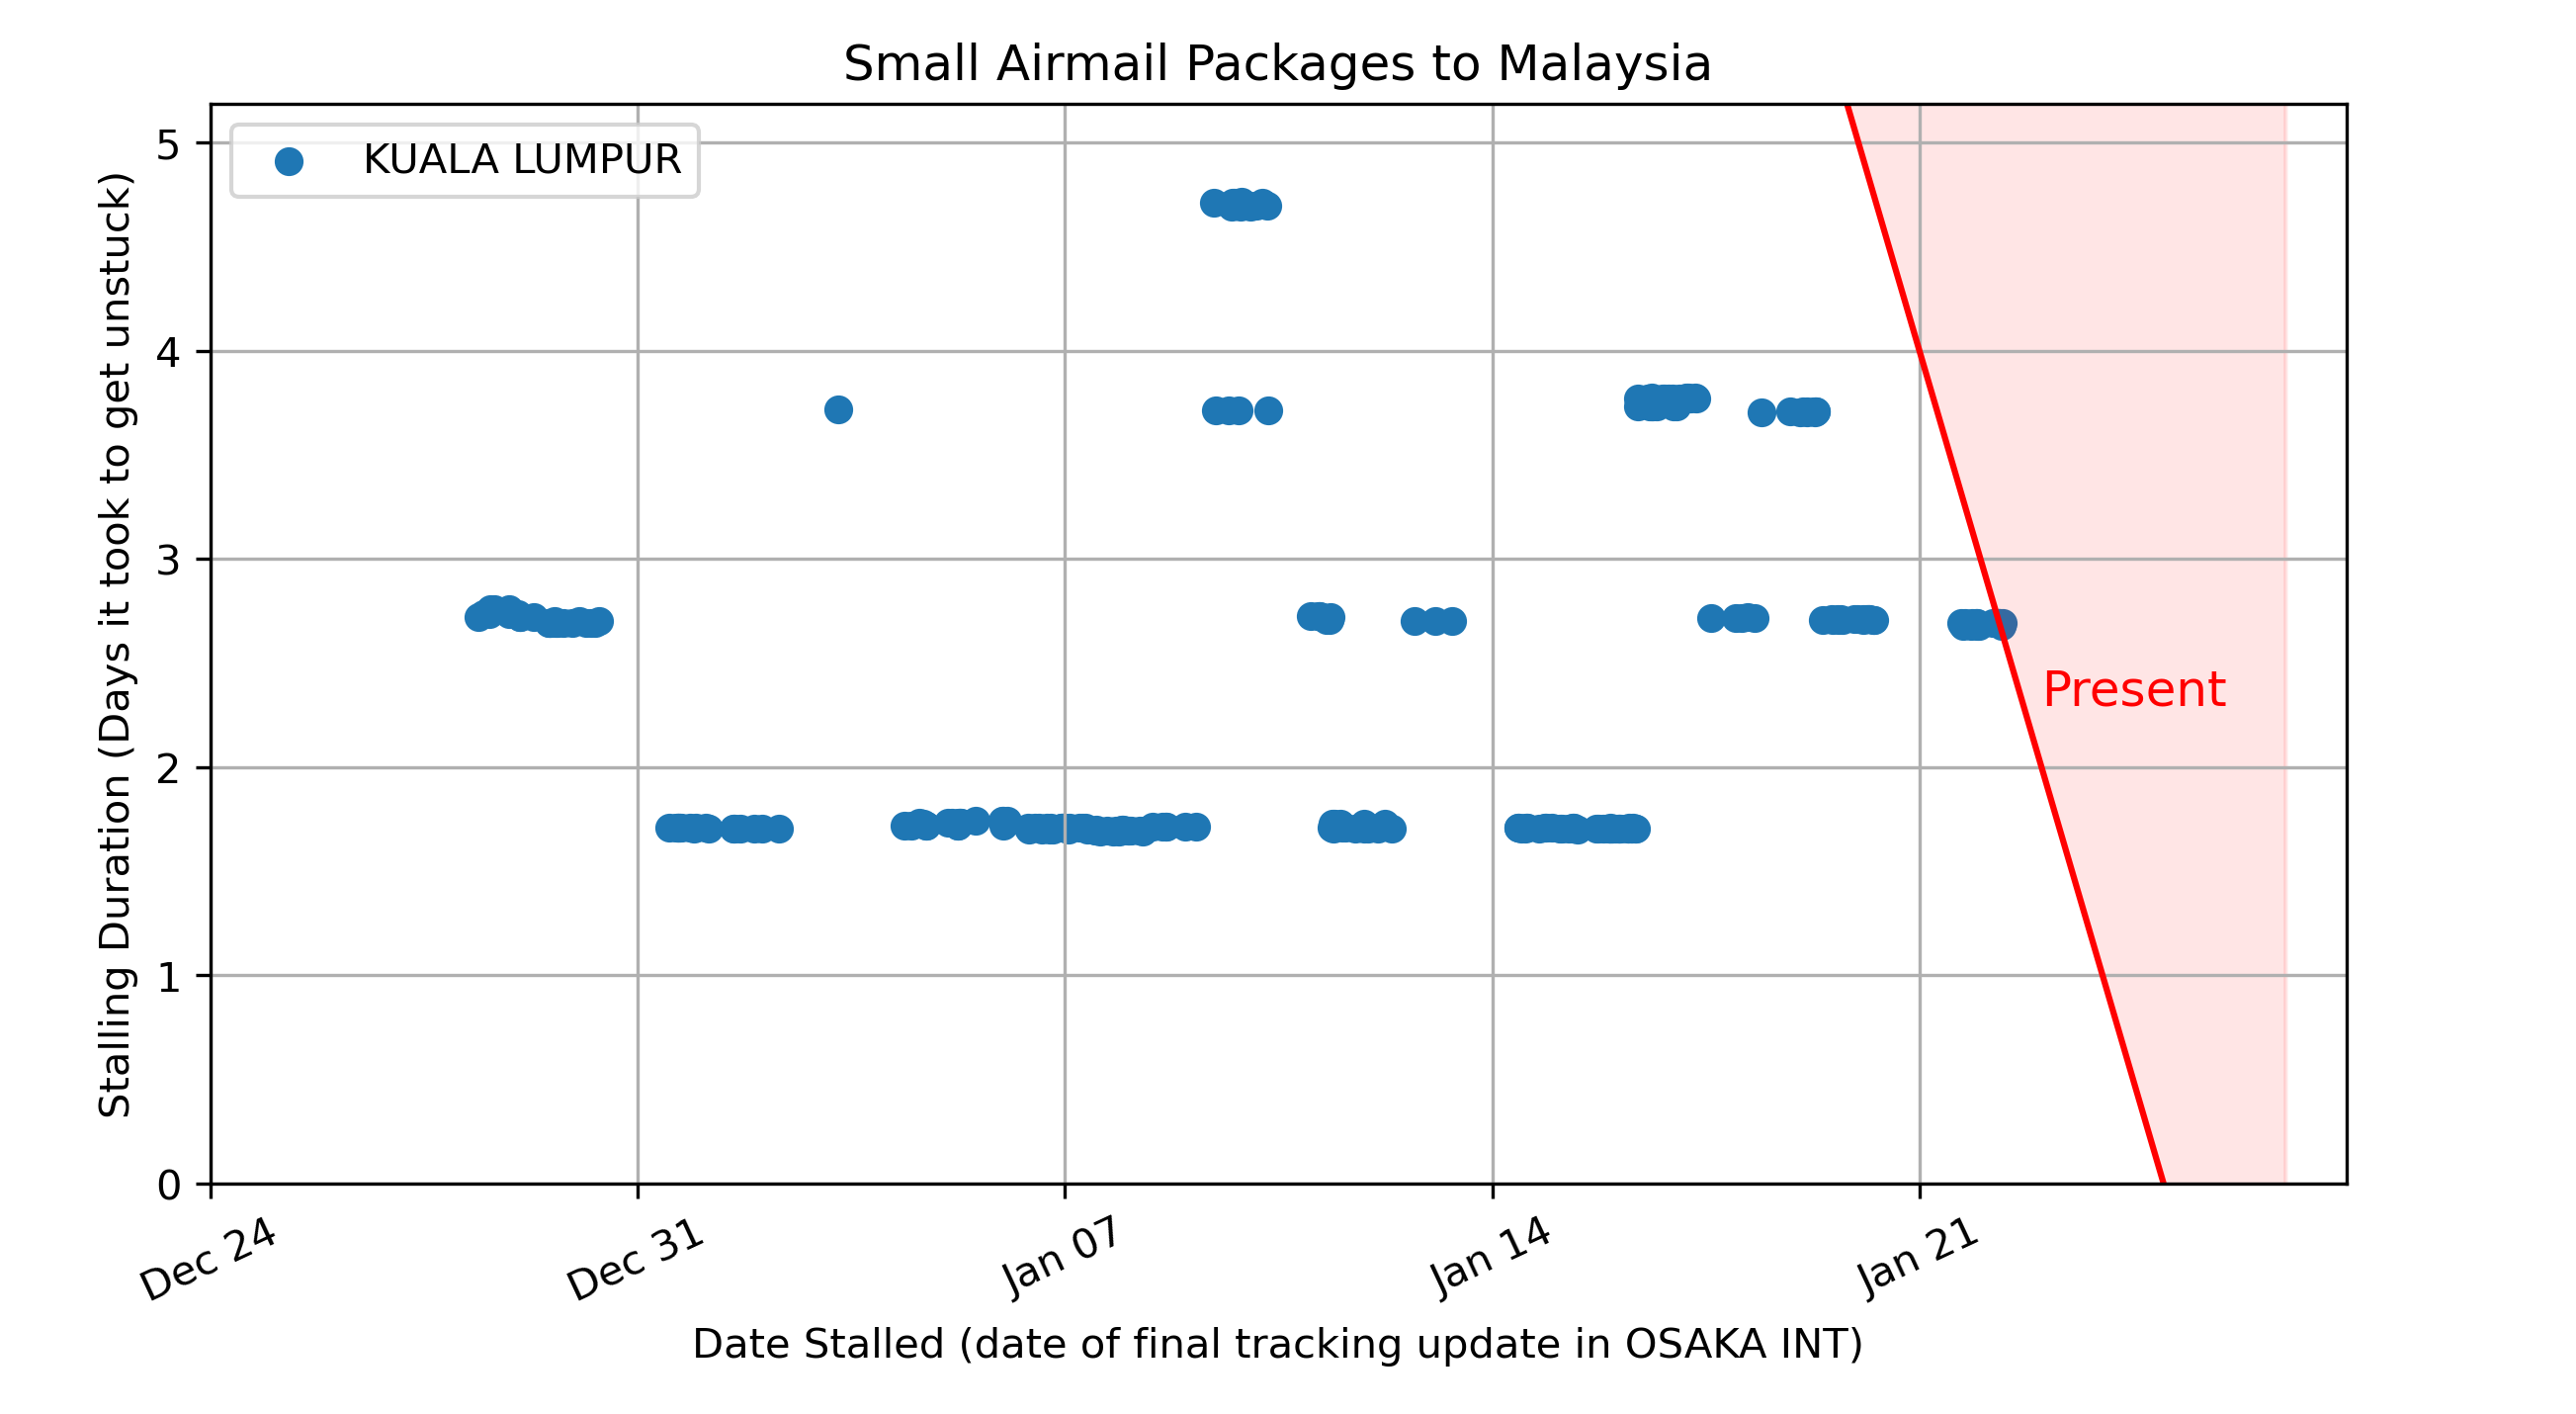 Small Airmail Packages to Malaysia
KUALA LUMPUR
Stalling Duration (Days it took to get unstuck)
5
4
3
2
1
0
Present
Dec 24
Dec 31
Jan 07
Jan 14
Jan 21
Date Stalled (date of final tracking update in OSAKA INT)